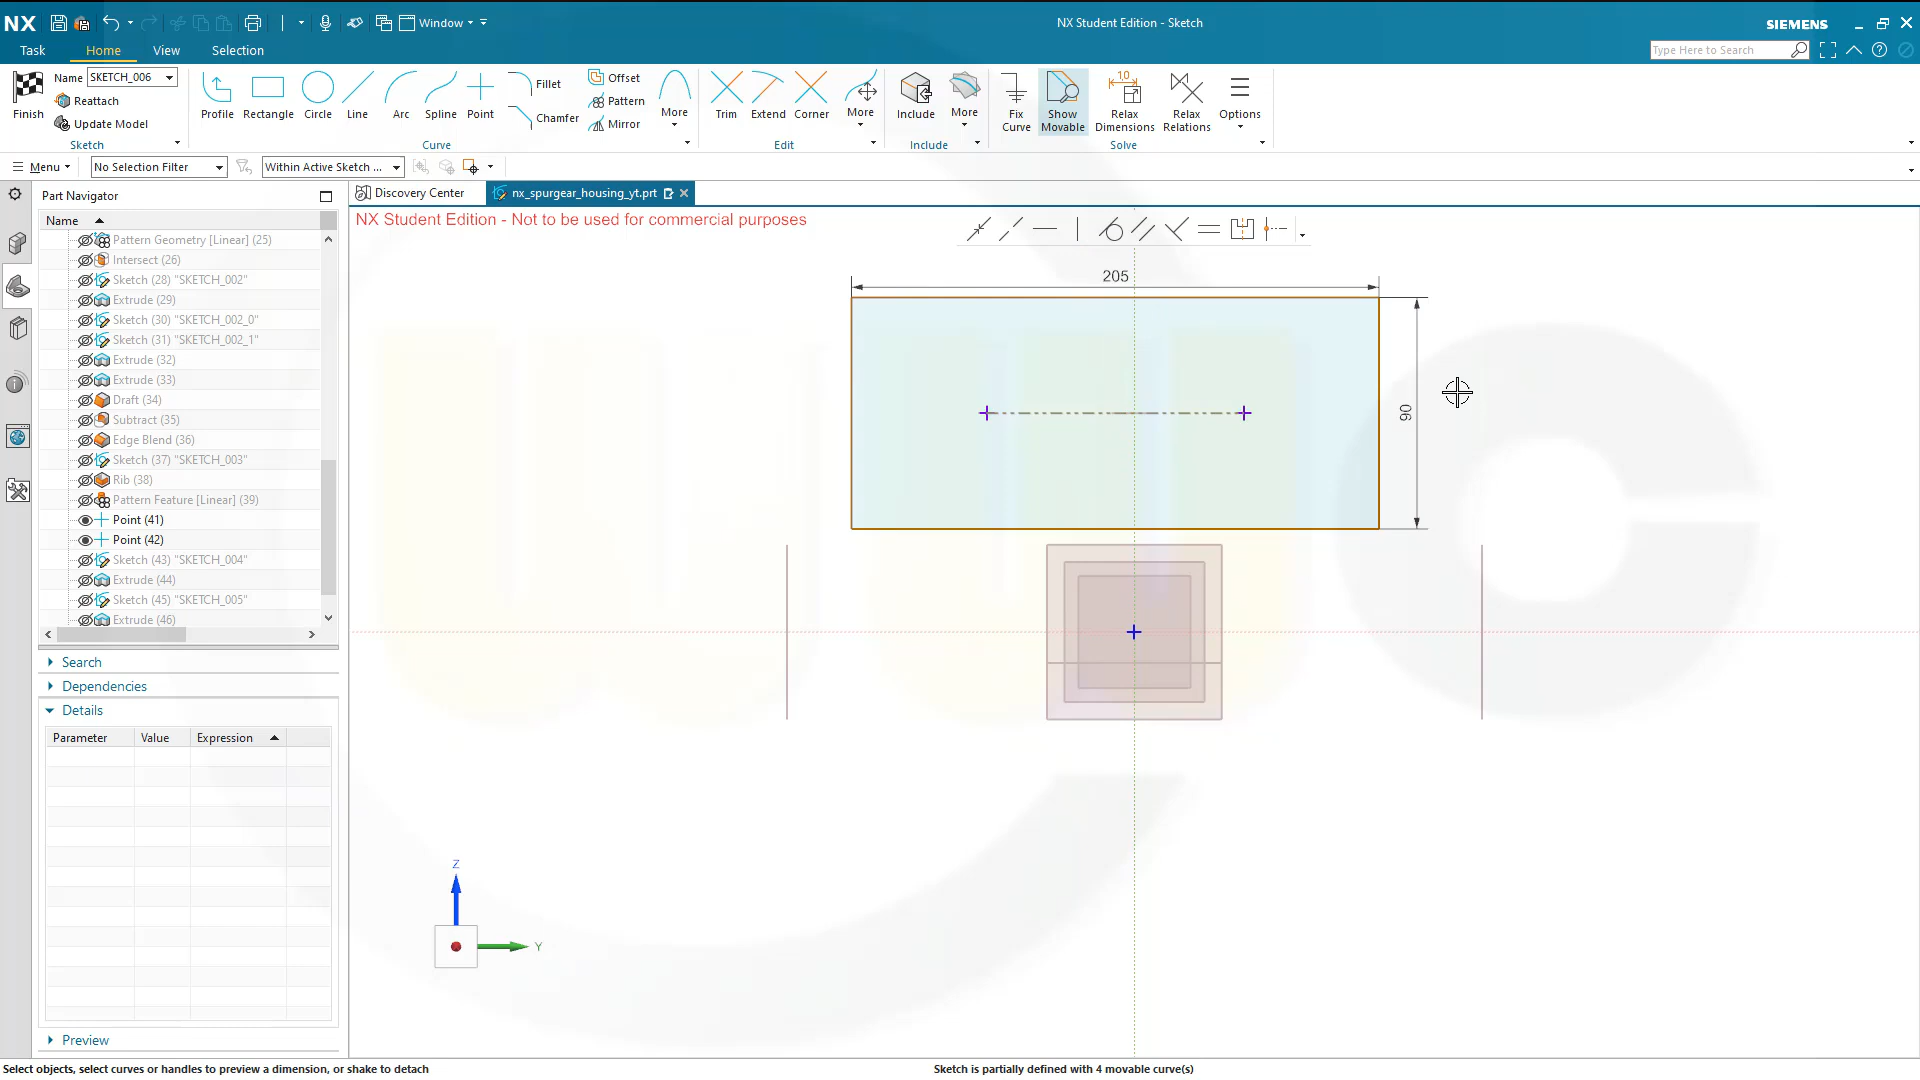 NX
Window
NX Student Edition - Sketch
SIEMENS
Task
Home
View
Selection
Type Here to Search
Finish
Name
SKETCH_006
Reattach
Update Model
Sketch
Profile
Rectangle
Circle
Line
Arc
Spline
Point
Fillet
Chamfer
Offset
Pattern
Mirror
More
Curve
Trim
Extend
Corner
More
Edit
Include
More
Include
Fix
Curve
Show
Movable
1,0
Relax
Dimensions
Relax
Relations
Options
Solve
Menu
No Selection Filter
Within Active Sketch ...
Part Navigator
Discovery Center
nx_spurgear_housing_yt.prt
Name
NX Student Edition - Not to be used for commercial purposes
Pattern Geometry [Linear] (25)
Intersect (26)
Sketch (28) "SKETCH_002"
Extrude (29)
Sketch (30) "SKETCH_002_0"
Sketch (31) "SKETCH_002_1"
Extrude (32)
Extrude (33)
Draft (34)
Subtract (35)
Edge Blend (36)
Sketch (37) "SKETCH_003"
Rib (38)
Pattern Feature [Linear] (39)
Point (41)
Point (42)
Sketch (43) "SKETCH_004"
Extrude (44)
Sketch (45) "SKETCH_005"
Extrude (46)
205
90
Search
Dependencies
Details
Parameter
Value
Expression
Preview
Z
Y
Select objects, select curves or handles to preview a dimension, or shake to detach
Sketch is partially defined with 4 movable curve(s)